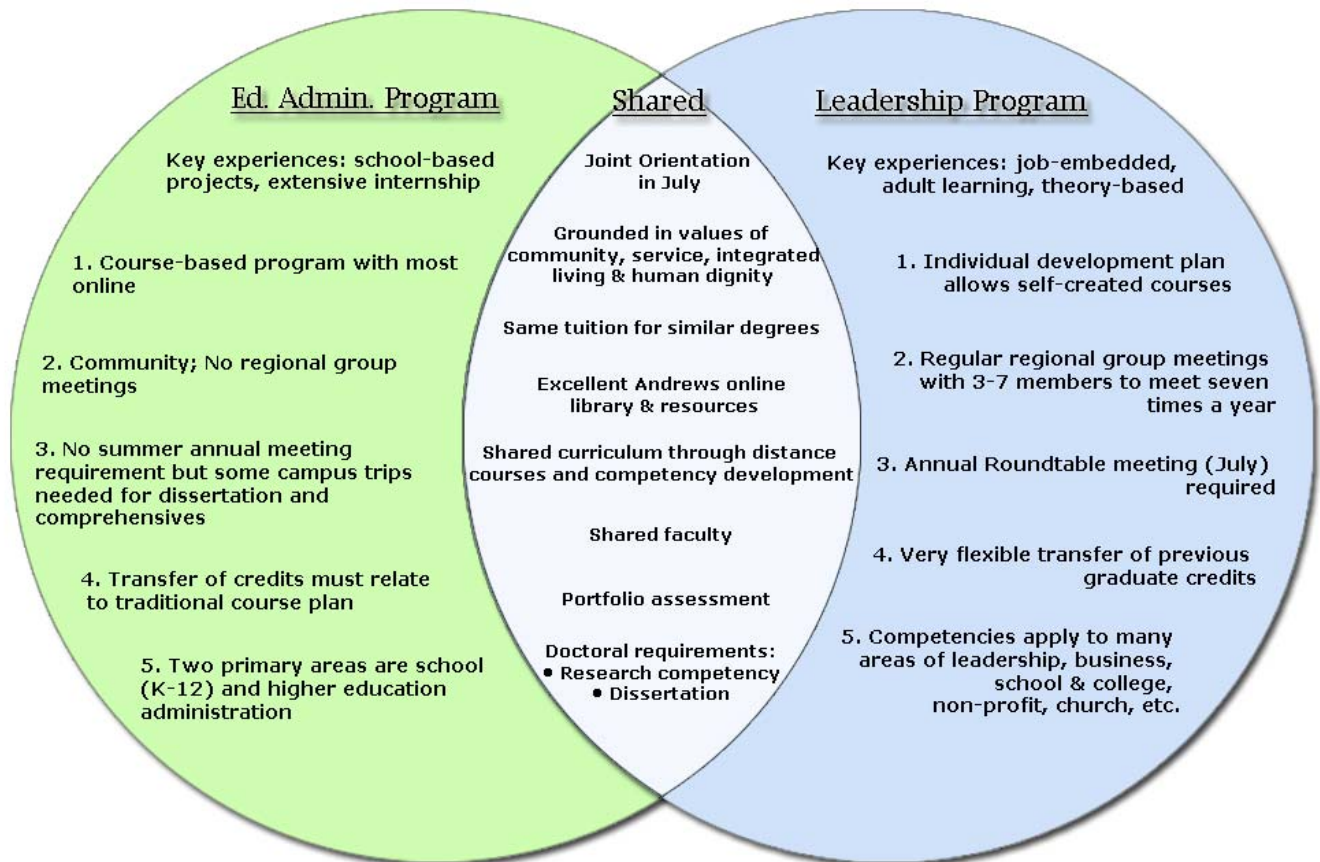 Ed. Admin. Program
Key experiences: school-based
projects, extensive internship
1. Course-based program with most
online
2. Community; No regional group
meetings
3. No summer annual meeting
requirement but some campus trips
needed for dissertation and
comprehensives
4. Transfer of credits must relate
to traditional course plan
5. Two primary areas are school
(K-12) and higher education
administration
Shared
Joint Orientation
in July
Grounded in values of
community, service, integrated
living & human dignity
Same tuition for similar degrees
Excellent Andrews online
library & resources
Shared curriculum through distance
courses and competency development
Shared faculty
Portfolio assessment
Doctoral requirements:
• Research competency
• Dissertation
Leadership Program
Key experiences: job-embedded,
adult learning, theory-based
1. Individual development plan
allows self-created courses
2. Regular regional group meetings
with 3-7 members to meet seven
times a year
3. Annual Roundtable meeting (July)
required
4. Very flexible transfer of previous
graduate credits
5. Competencies apply to many
areas of leadership, business,
school & college,
non-profit, church, etc.